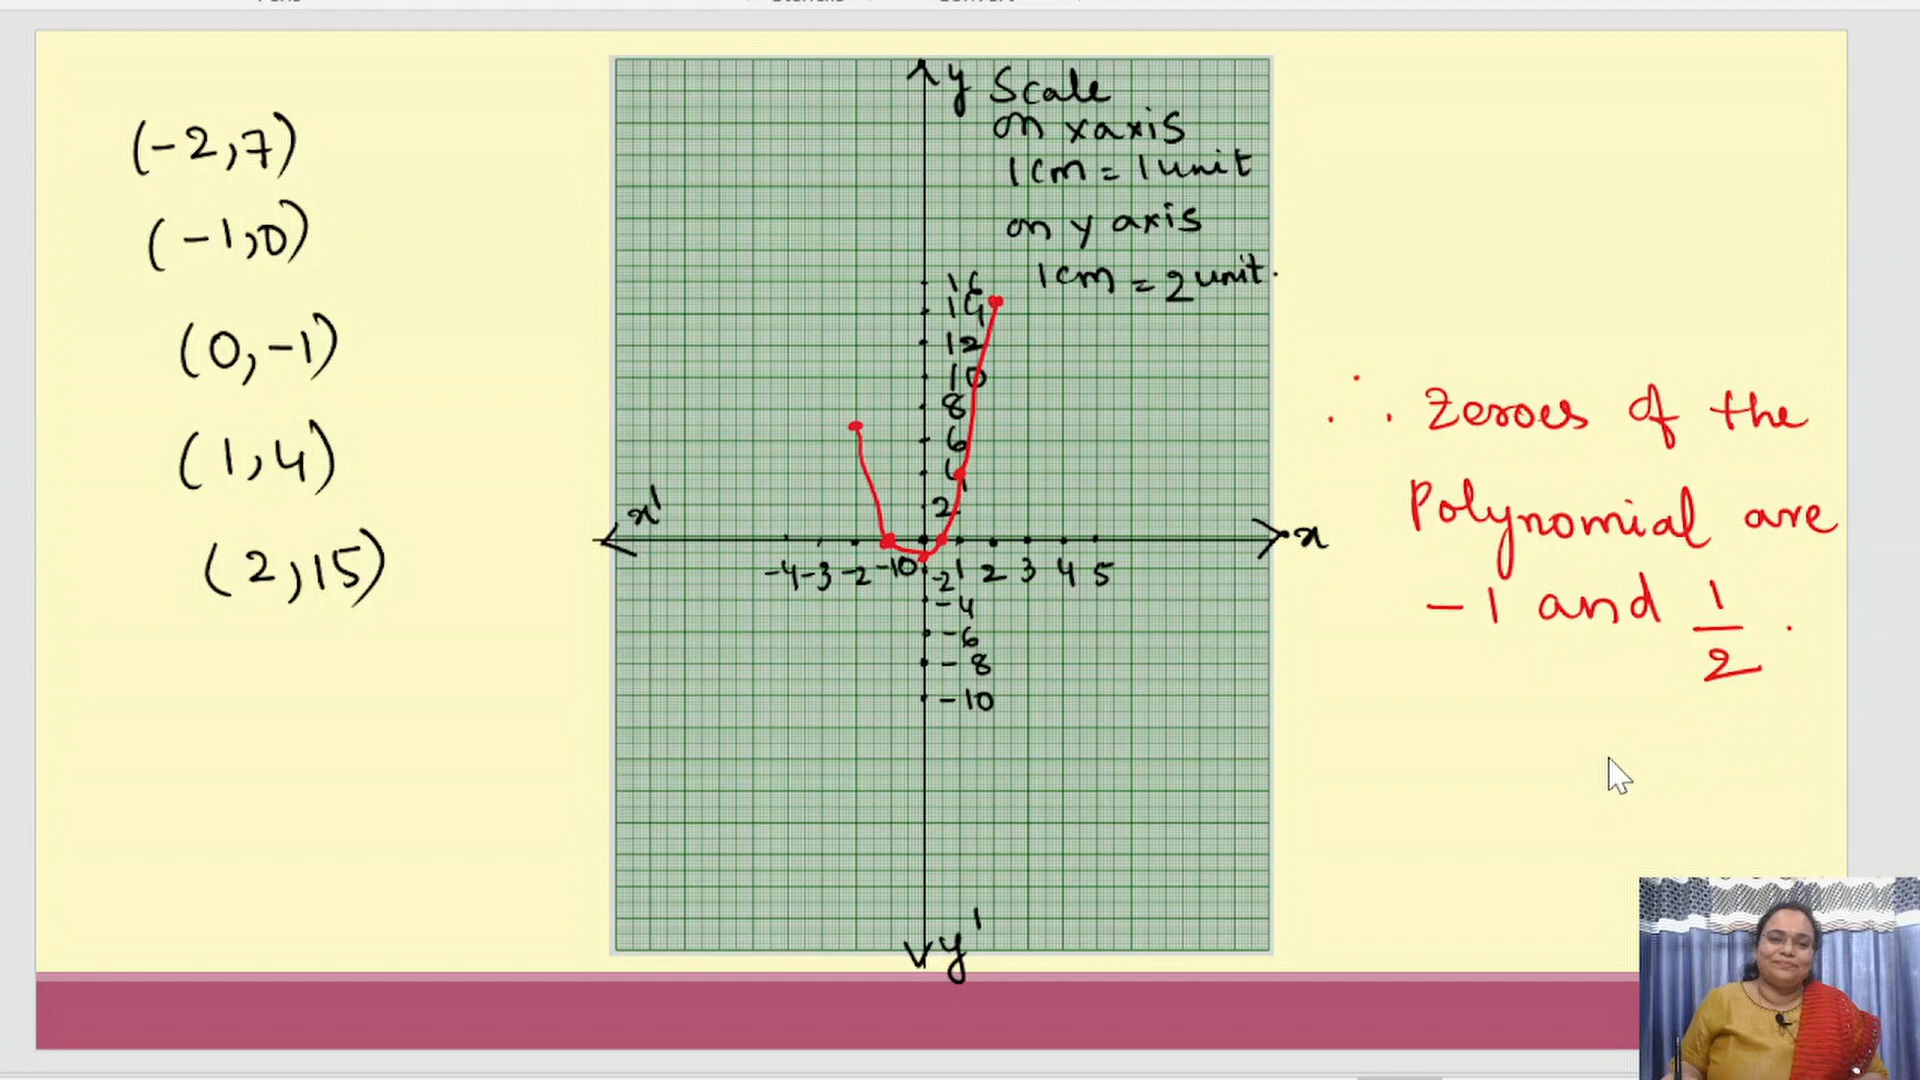 (-2,7)
(-1,0)
(0,-1)
(1,4)
(2,15)
y
Scale
on x axis
1cm = 1 unit
on y axis
1cm = 2 unit.
16
14
12
10
8
6
4
2
x'
x
-4 -3 -2 -1 0 1 2 3 4 5
-2
-4
-6
-8
-10
y'
∴ Zeroes of the
Polynomial are
-1 and 1/2.